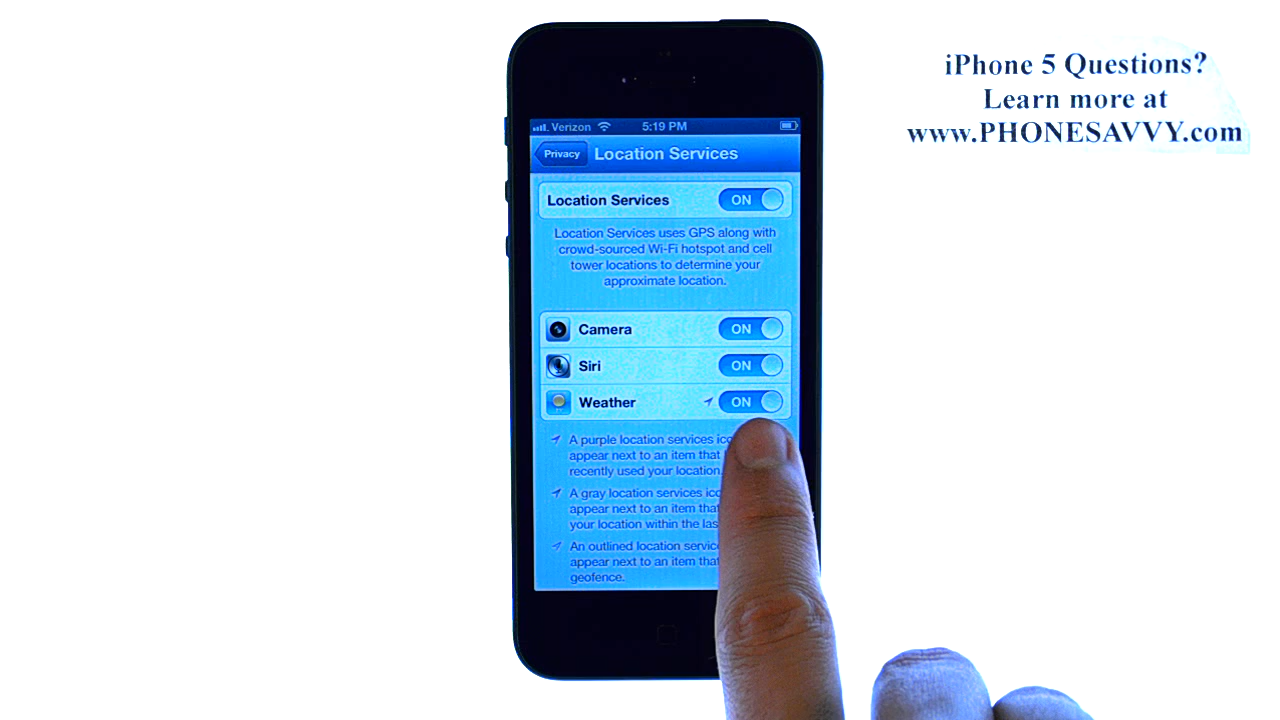 iPhone 5 Questions?
Learn more at
www.PHONESAVVY.com
Verizon 5:19 PM
Privacy Location Services
Location Services ON
Location Services uses GPS along with
crowd-sourced Wi-Fi hotspot and cell
tower locations to determine your
approximate location.
Camera ON
Siri ON
Weather ON
A purple location services
appear next to an item that
recently used your location.
A gray location services
appear next to an item that
your location within the
An outlined location
appear next to an item that
geofence.